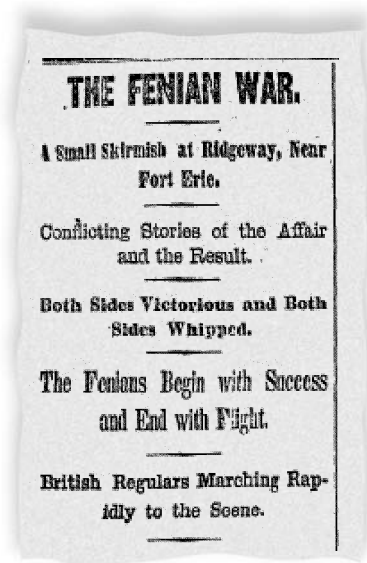 THE FENIAN WAR.
A Small Skirmish at Ridgeway, Near
Fort Erie.
Conflicting Stories of the Affair
and the Result.
Both Sides Victorious and Both
Sides Whipped.
The Fenians Begin with Success
and End with Flight.
British Regulars Marching Rap-
idly to the Scene.